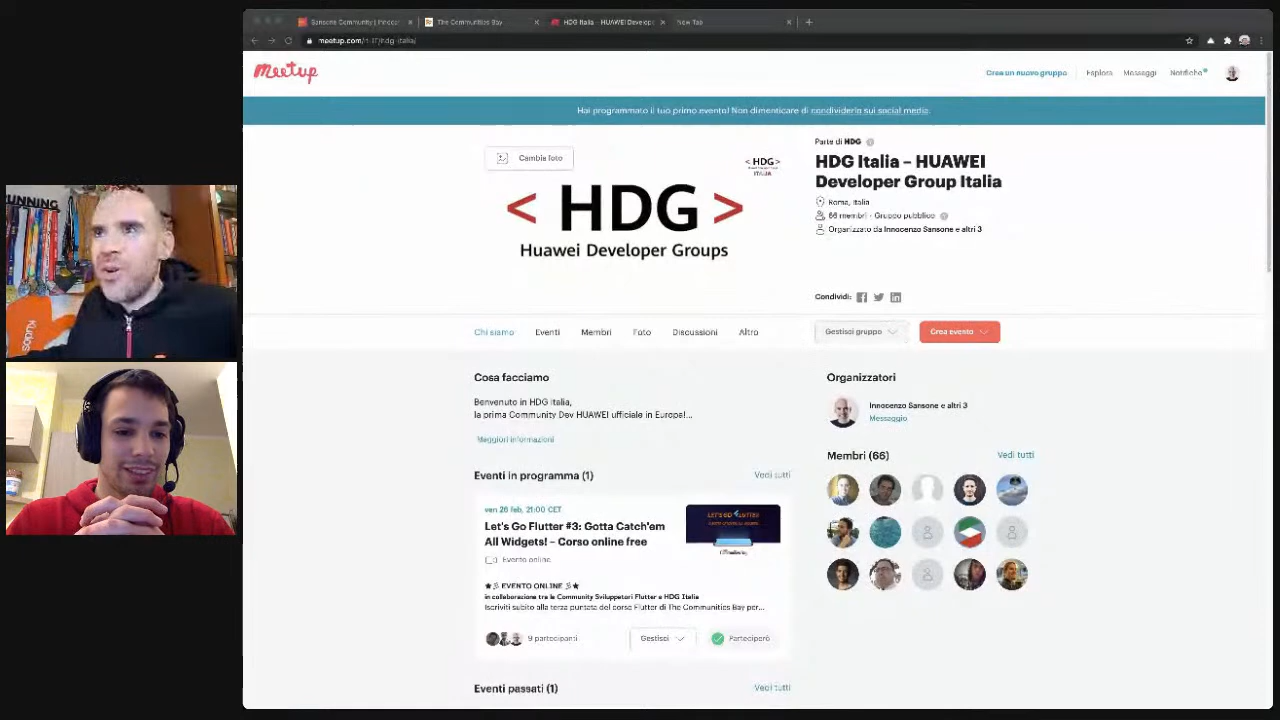 Sansone Community | Innocen
The Communities Bay
HDG Italia – HUAWEI Develope
New Tab
meetup.com/it-IT/hdg-italia/
Meetup
Crea un nuovo gruppo
Esplora
Messaggi
Notifiche
Hai programmato il tuo primo evento! Non dimenticare di condividerlo sui social media.
Cambia foto
< HDG >
ITALIA
< HDG >
Huawei Developer Groups
Parte di HDG
HDG Italia – HUAWEI
Developer Group Italia
Roma, Italia
66 membri · Gruppo pubblico
Organizzato da Innocenzo Sansone e altri 3
Condividi:
Chi siamo
Eventi
Membri
Foto
Discussioni
Altro
Gestisci gruppo
Crea evento
Cosa facciamo
Benvenuto in HDG Italia,
la prima Community Dev HUAWEI ufficiale in Europa!...
Maggiori informazioni
Organizzatori
Innocenzo Sansone e altri 3
Messaggio
Membri (66)
Vedi tutti
Eventi in programma (1)
Vedi tutti
ven 26 feb, 21:00 CET
Let's Go Flutter #3: Gotta Catch'em
All Widgets! – Corso online free
LET'S GO FLUTTER
Evento online
EVENTO ONLINE
in collaborazione tra le Community Sviluppatori Flutter e HDG Italia
Iscriviti subito alla terza puntata del corso Flutter di The Communities Bay per...
9 partecipanti
Gestisci
Parteciperò
Eventi passati (1)
Vedi tutti
RUNNING